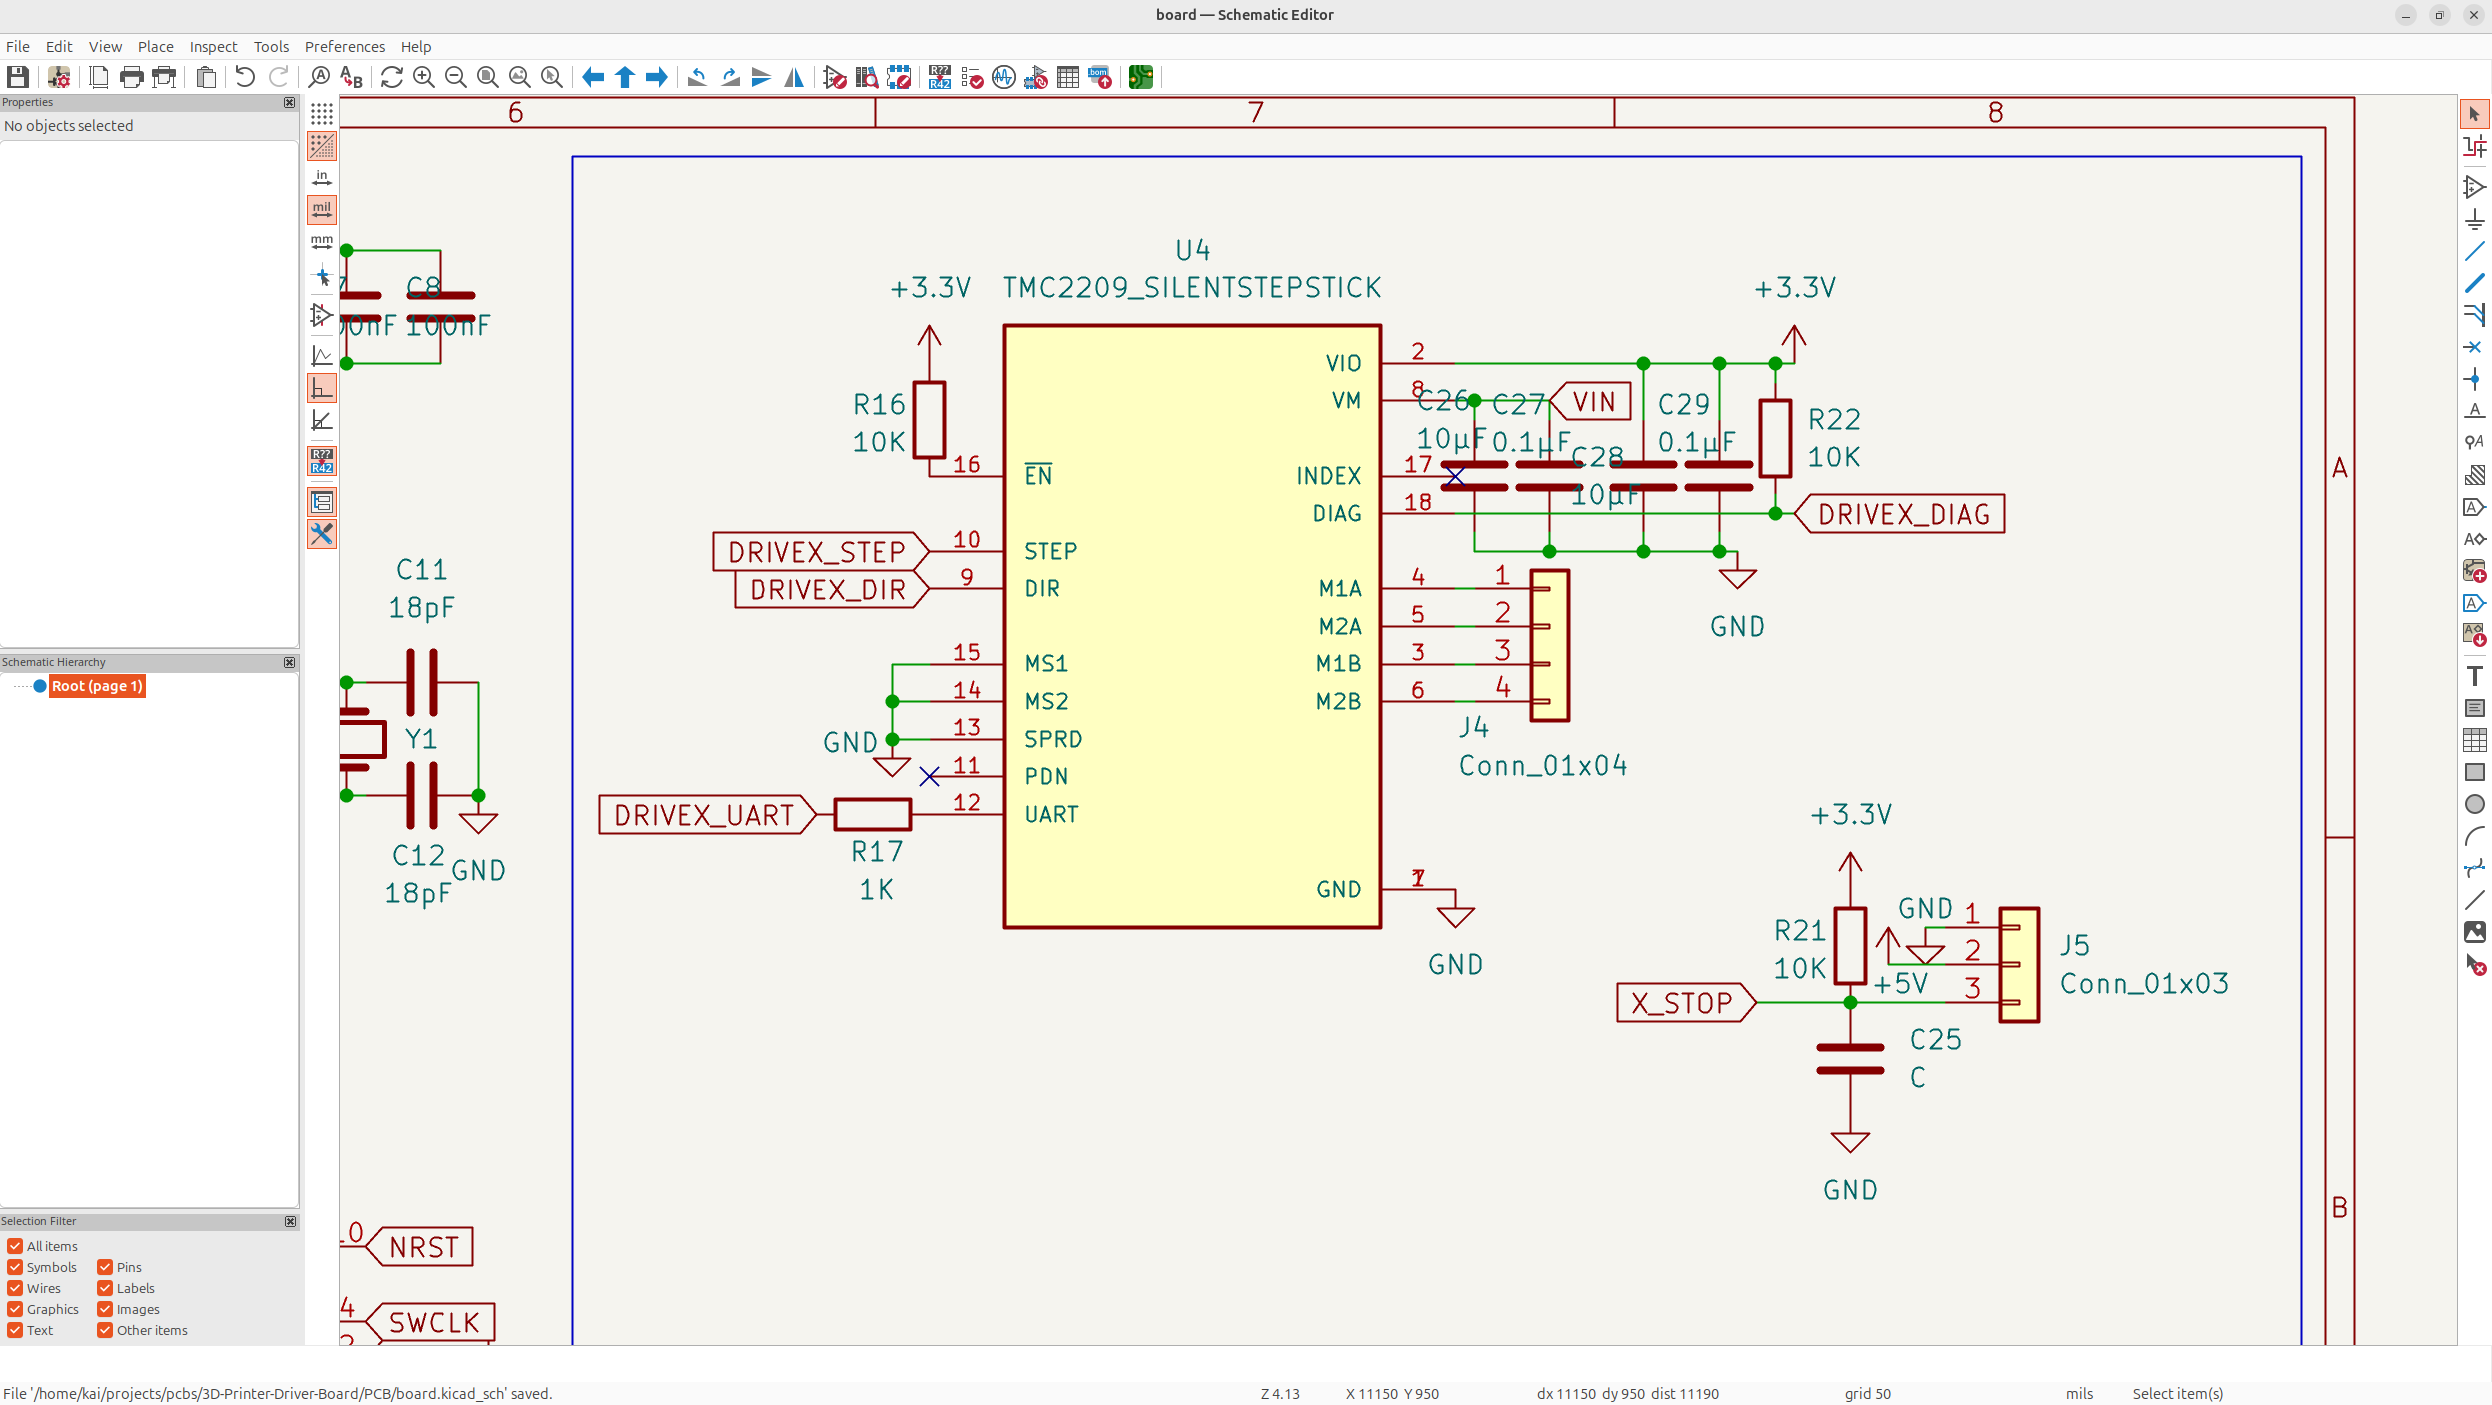 board — Schematic Editor
File Edit View Place Inspect Tools Preferences Help
Properties
No objects selected
in
mil
mm
R??
R42
Schematic Hierarchy
Root (page 1)
Selection Filter
All items
Symbols Pins
Wires Labels
Graphics Images
Text Other items
6 7 8
A
B
C8
100nF
C11
18pF
Y1
C12
18pF
GND
NRST
4
SWCLK
U4
TMC2209_SILENTSTEPSTICK
+3.3V
R16
10K
16 EN
DRIVEX_STEP 10 STEP
DRIVEX_DIR 9 DIR
15 MS1
14 MS2
GND 13 SPRD
11 PDN
DRIVEX_UART 12 UART
R17
1K
VIO 2
VM 8
INDEX 17
DIAG 18
M1A 4 1
M2A 5 2
M1B 3 3
M2B 6 4
GND
GND
J4
Conn_01x04
+3.3V
C26
10µF
C27
0.1µF
VIN
C28
10µF
C29
0.1µF
R22
10K
DRIVEX_DIAG
GND
+3.3V
R21
10K
GND 1
2
+5V 3
J5
Conn_01x03
X_STOP
C25
C
GND
File '/home/kai/projects/pcbs/3D-Printer-Driver-Board/PCB/board.kicad_sch' saved.
Z 4.13 X 11150 Y 950 dx 11150 dy 950 dist 11190 grid 50 mils Select item(s)